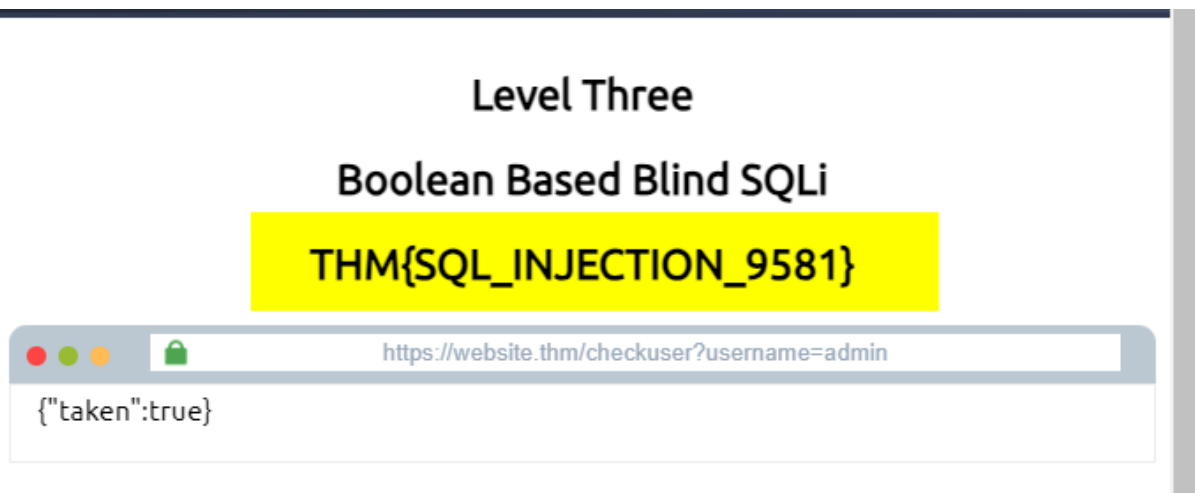 Level Three
Boolean Based Blind SQLi
THM{SQL_INJECTION_9581}
https://website.thm/checkuser?username=admin
{"taken":true}